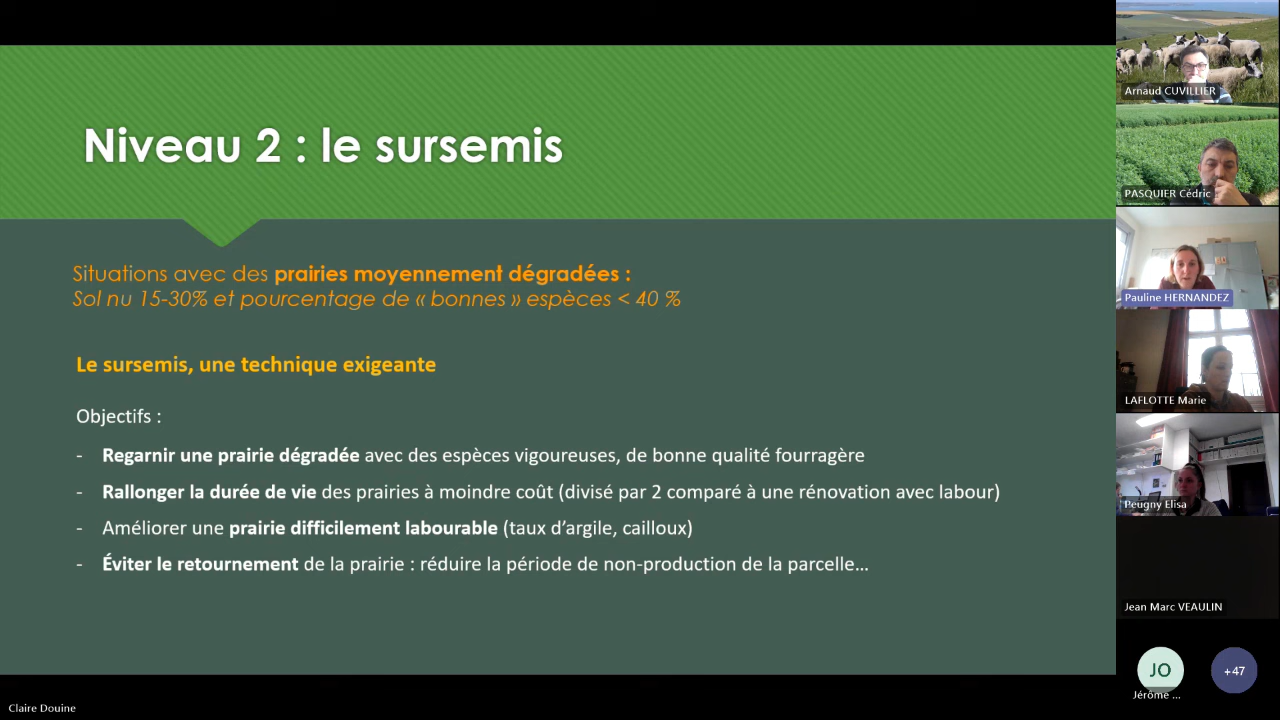 Niveau 2 : le sursemis
Situations avec des prairies moyennement dégradées :
Sol nu 15-30% et pourcentage de « bonnes » espèces < 40 %
Le sursemis, une technique exigeante
Objectifs :
- Regarnir une prairie dégradée avec des espèces vigoureuses, de bonne qualité fourragère
- Rallonger la durée de vie des prairies à moindre coût (divisé par 2 comparé à une rénovation avec labour)
- Améliorer une prairie difficilement labourable (taux d’argile, cailloux)
- Éviter le retournement de la prairie : réduire la période de non-production de la parcelle…
Claire Douine
Arnaud CUVILLIER
PASQUIER Cédric
Pauline HERNANDEZ
LAFLOTTE Marie
Peugny Elisa
Jean Marc VEAULIN
JO
+47
Jérôme ...